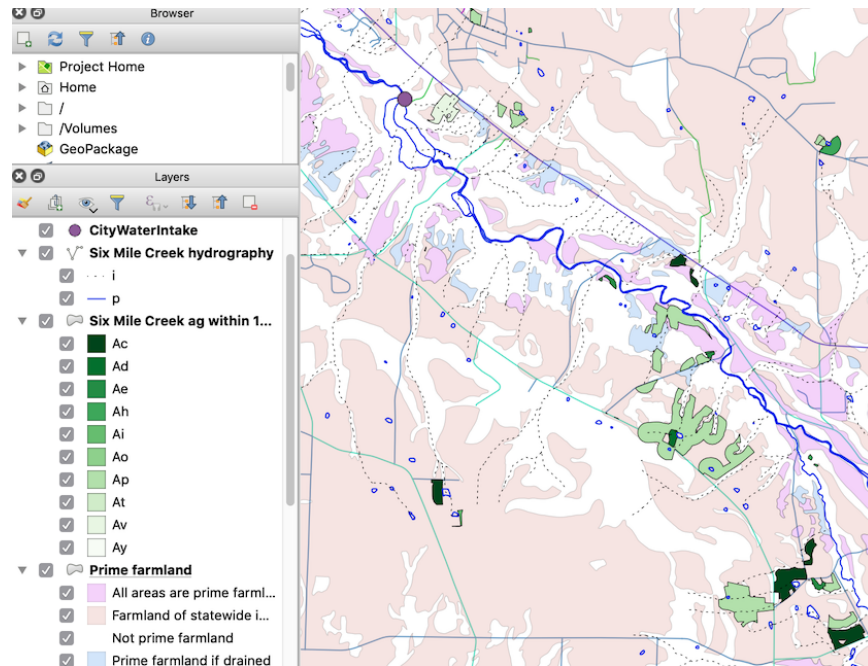 Browser
Project Home
Home
/
/Volumes
GeoPackage
Layers
CityWaterIntake
Six Mile Creek hydrography
i
p
Six Mile Creek ag within 1...
Ac
Ad
Ae
Ah
Ai
Ao
Ap
At
Av
Ay
Prime farmland
All areas are prime farml...
Farmland of statewide i...
Not prime farmland
Prime farmland if drained